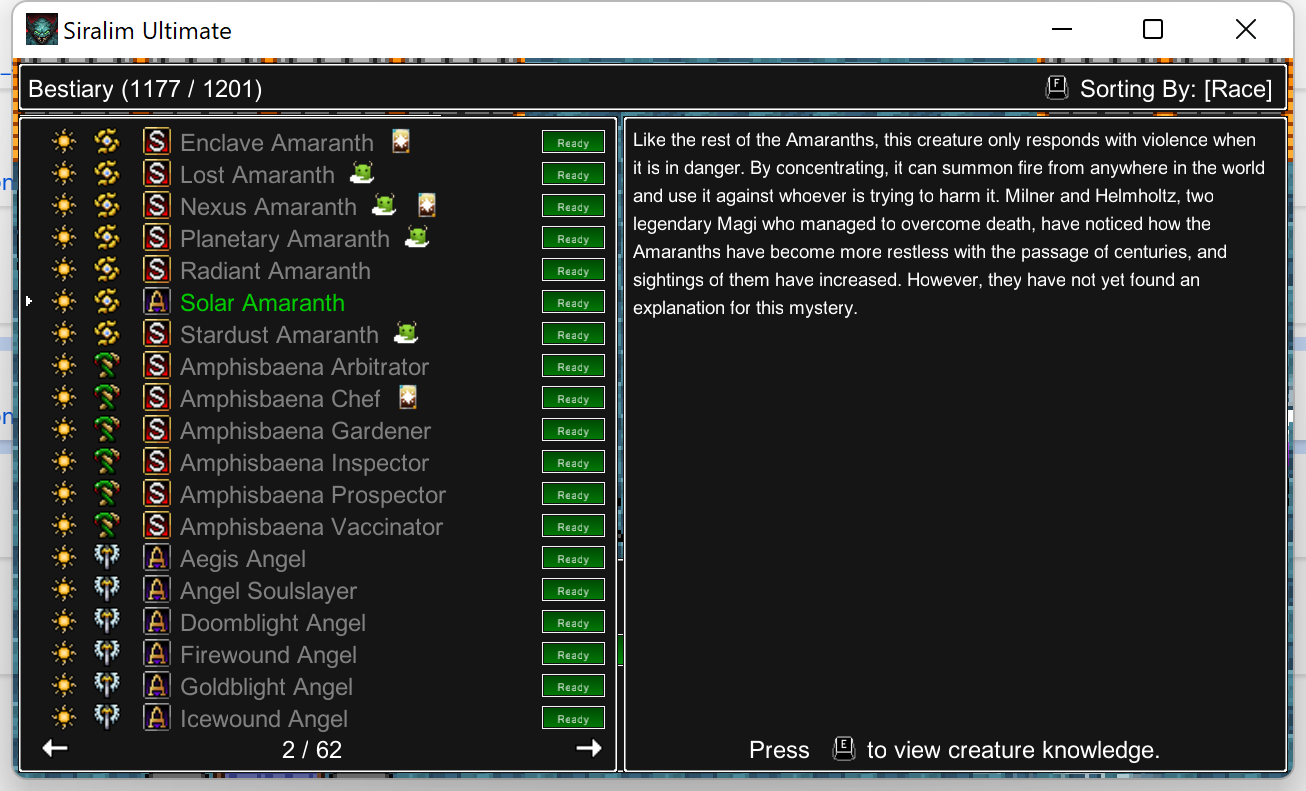 Siralim Ultimate
Bestiary (1177 / 1201)
F Sorting By: [Race]
S Enclave Amaranth Ready
S Lost Amaranth Ready
S Nexus Amaranth Ready
S Planetary Amaranth Ready
S Radiant Amaranth Ready
A Solar Amaranth Ready
S Stardust Amaranth Ready
S Amphisbaena Arbitrator Ready
S Amphisbaena Chef Ready
S Amphisbaena Gardener Ready
S Amphisbaena Inspector Ready
S Amphisbaena Prospector Ready
S Amphisbaena Vaccinator Ready
A Aegis Angel Ready
A Angel Soulslayer Ready
A Doomblight Angel Ready
A Firewound Angel Ready
A Goldblight Angel Ready
A Icewound Angel Ready
2 / 62
Like the rest of the Amaranths, this creature only responds with violence when
it is in danger. By concentrating, it can summon fire from anywhere in the world
and use it against whoever is trying to harm it. Milner and Helmholtz, two
legendary Magi who managed to overcome death, have noticed how the
Amaranths have become more restless with the passage of centuries, and
sightings of them have increased. However, they have not yet found an
explanation for this mystery.
Press E to view creature knowledge.